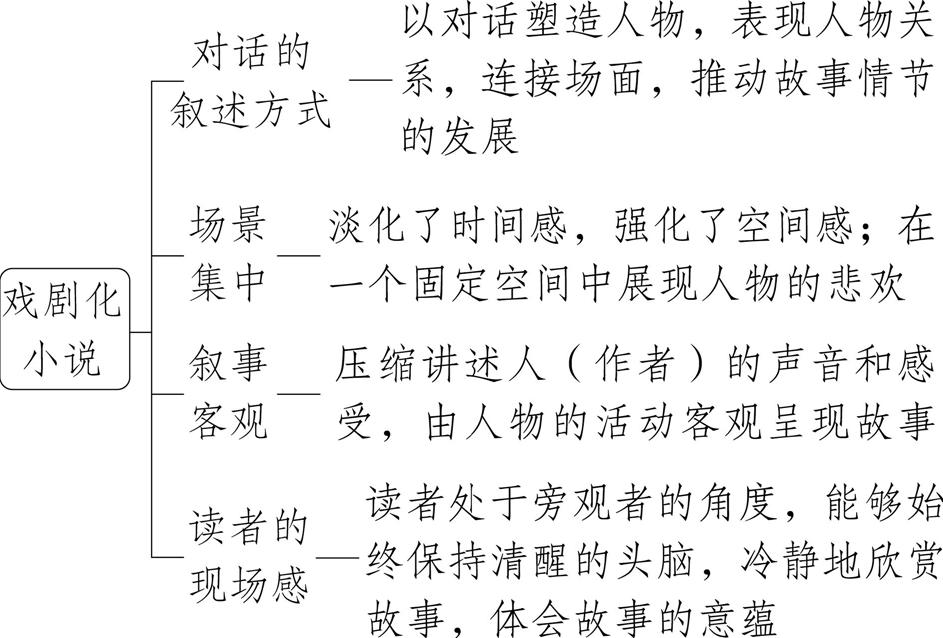 戏剧化
小说
对话的
叙述方式
以对话塑造人物，表现人物关
系，连接场面，推动故事情节
的发展
场景
集中
淡化了时间感，强化了空间感；在
一个固定空间中展现人物的悲欢
叙事
客观
压缩讲述人（作者）的声音和感
受，由人物的活动客观呈现故事
读者的
现场感
读者处于旁观者的角度，能够始
终保持清醒的头脑，冷静地欣赏
故事，体会故事的意蕴